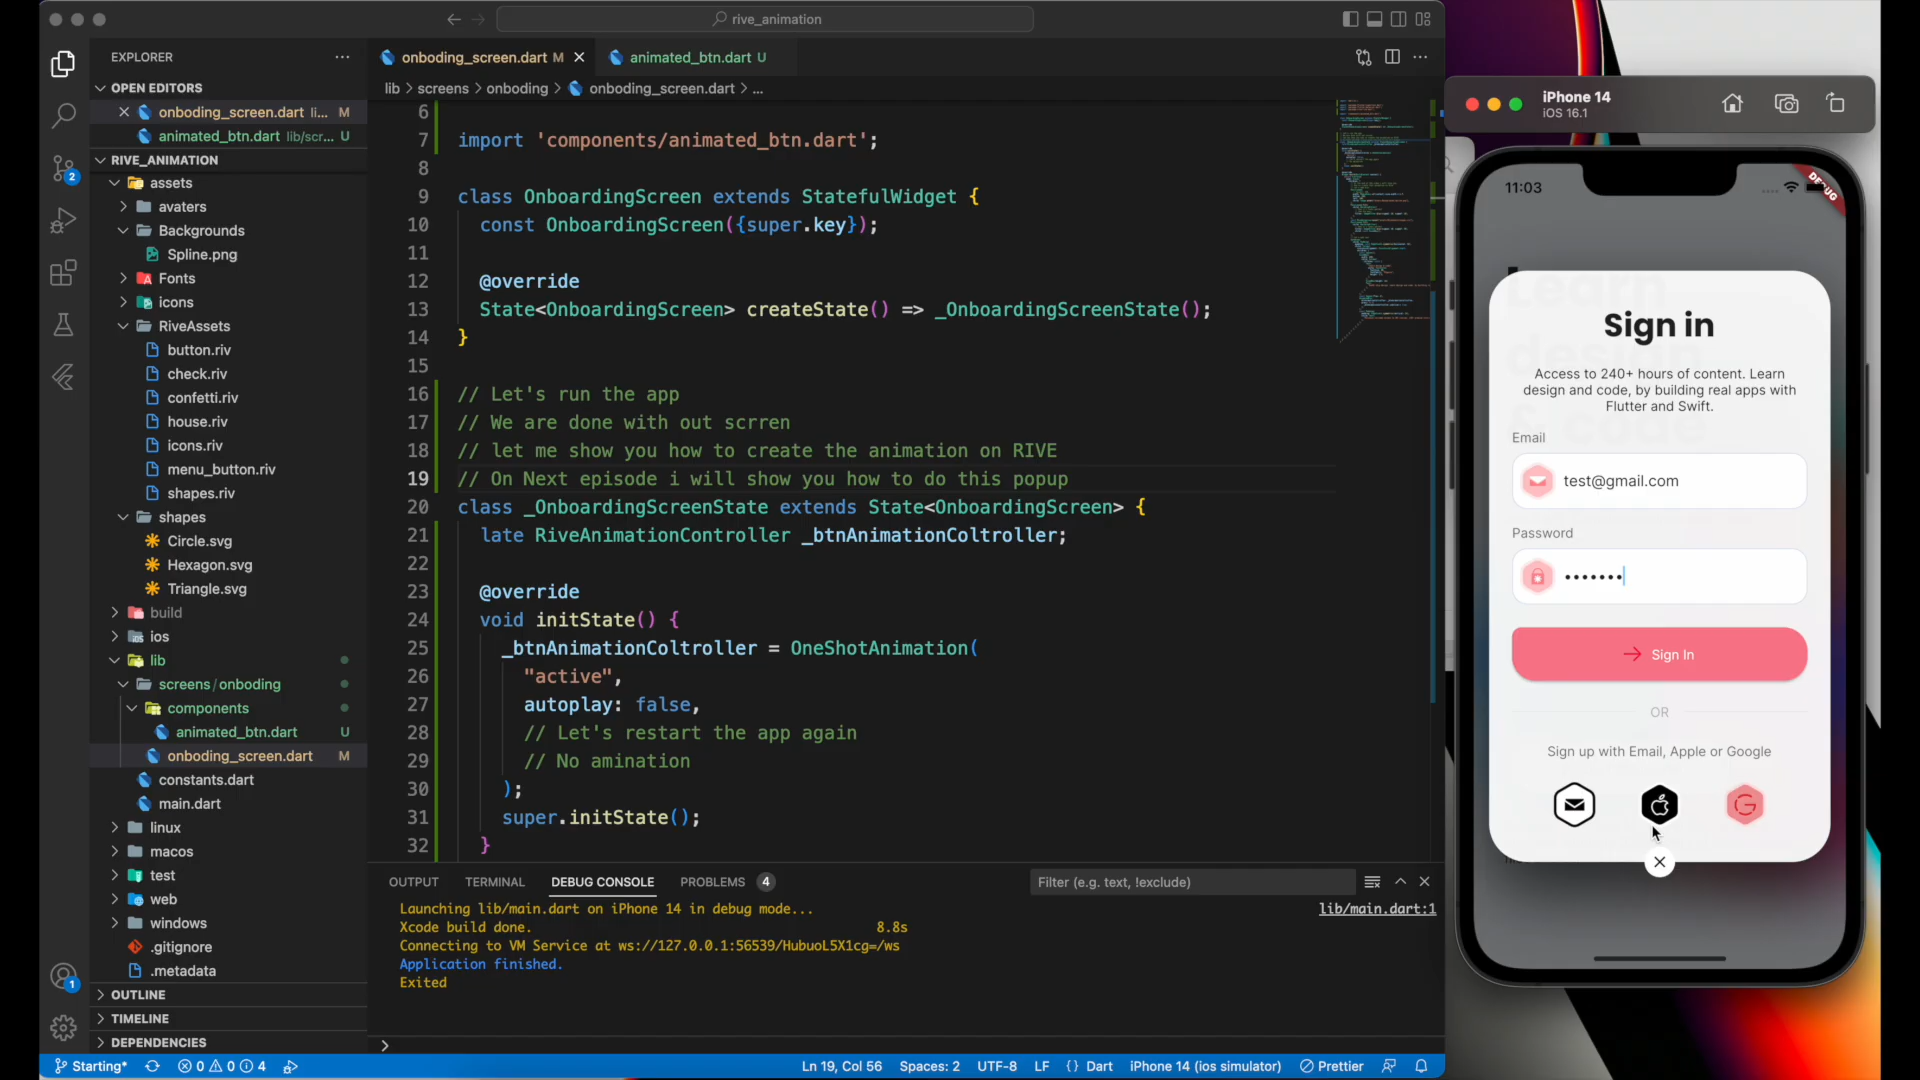 rive_animation
EXPLORER
OPEN EDITORS
onboding_screen.dart li... M
animated_btn.dart lib/scr... U
RIVE_ANIMATION
assets
avaters
Backgrounds
Spline.png
Fonts
icons
RiveAssets
button.riv
check.riv
confetti.riv
house.riv
icons.riv
menu_button.riv
shapes.riv
shapes
Circle.svg
Hexagon.svg
Triangle.svg
build
ios
lib
screens/onboding
components
animated_btn.dart U
onboding_screen.dart M
constants.dart
main.dart
linux
macos
test
web
windows
.gitignore
.metadata
OUTLINE
TIMELINE
DEPENDENCIES
2
1
onboding_screen.dart M
animated_btn.dart U
lib > screens > onboding > onboding_screen.dart > ...
6
7 import 'components/animated_btn.dart';
8
9 class OnboardingScreen extends StatefulWidget {
10 const OnboardingScreen({super.key});
11
12 @override
13 State<OnboardingScreen> createState() => _OnboardingScreenState();
14 }
15
16 // Let's run the app
17 // We are done with out scrren
18 // let me show you how to create the animation on RIVE
19 // On Next episode i will show you how to do this popup
20 class _OnboardingScreenState extends State<OnboardingScreen> {
21 late RiveAnimationController _btnAnimationColtroller;
22
23 @override
24 void initState() {
25 _btnAnimationColtroller = OneShotAnimation(
26 "active",
27 autoplay: false,
28 // Let's restart the app again
29 // No amination
30 );
31 super.initState();
32 }
OUTPUT TERMINAL DEBUG CONSOLE PROBLEMS 4
Filter (e.g. text, !exclude)
Launching lib/main.dart on iPhone 14 in debug mode...
lib/main.dart:1
Xcode build done. 8.8s
Connecting to VM Service at ws://127.0.0.1:56539/HubuoL5X1cg=/ws
Application finished.
Exited
Starting* 0 0 4
Ln 19, Col 56 Spaces: 2 UTF-8 LF {} Dart iPhone 14 (ios simulator) Prettier
iPhone 14
iOS 16.1
11:03
DEBUG
Learn
design
& code
Sign in
Access to 240+ hours of content. Learn
design and code, by building real apps with
Flutter and Swift.
Email
test@gmail.com
Password
•••••••
Sign In
OR
Sign up with Email, Apple or Google